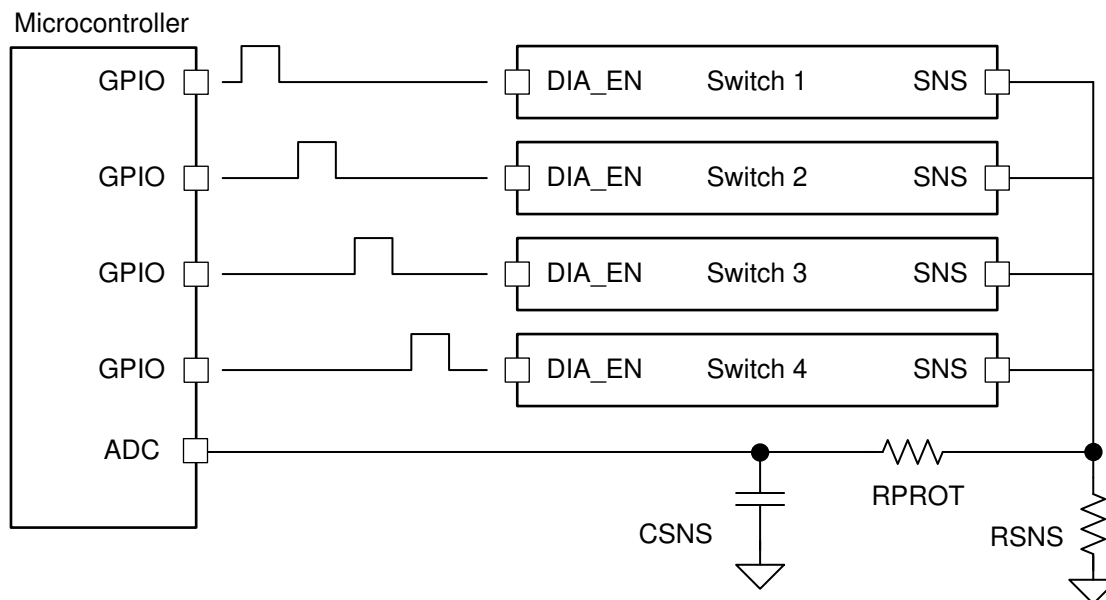 Microcontroller
GPIO
DIA_EN Switch 1 SNS
GPIO
DIA_EN Switch 2 SNS
GPIO
DIA_EN Switch 3 SNS
GPIO
DIA_EN Switch 4 SNS
ADC
RPROT
CSNS
RSNS